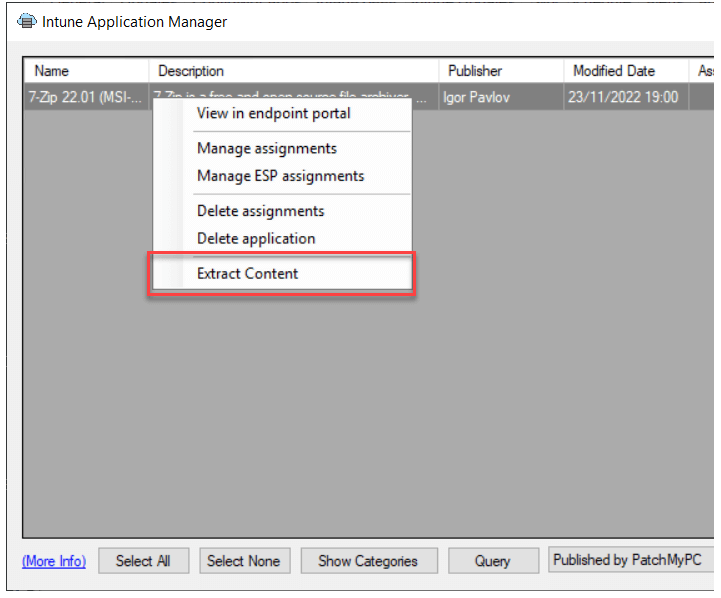 Intune Application Manager
Name Description Publisher Modified Date Ass
7-Zip 22.01 (MSI-... 7-Zip is a free and open source file archiver, ... Igor Pavlov 23/11/2022 19:00
View in endpoint portal
Manage assignments
Manage ESP assignments
Delete assignments
Delete application
Extract Content
(More Info) Select All Select None Show Categories Query Published by PatchMyPC